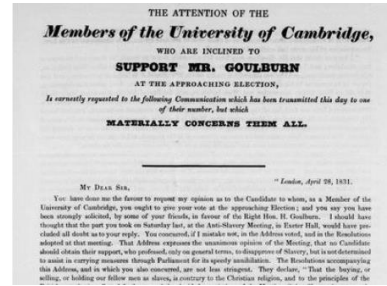 THE ATTENTION OF THE
Members of the University of Cambridge,
WHO ARE INCLINED TO
SUPPORT MR. GOULBURN
AT THE APPROACHING ELECTION,
Is earnestly requested to the following Communication which has been transmitted this day to one
of their number, but which
MATERIALLY CONCERNS THEM ALL.
"London, April 28, 1831.
MY DEAR SIR,
YOU have done me the favour to request my opinion as to the Candidate to whom, as a Member of the
University of Cambridge, you ought to give your vote at the approaching Election; and you say you have
been strongly solicited, by some of your friends, in favour of the Right Hon. H. Goulburn. I should have
thought that the part you took on Saturday last, at the Anti-Slavery Meeting, in Exeter Hall, would have pre-
cluded all doubt as to your reply. You concurred, if I mistake not, in the Address voted, and in the Resolutions
adopted at that meeting. That Address expresses the unanimous opinion of the Meeting, that no Candidate
should obtain their support, who professed, only on general terms, to disapprove of Slavery, but is not determined
to assist in carrying measures through Parliament for its speedy annihilation. The Resolutions accompanying
this Address, and in which you also concurred, are not less stringent. They declare, "That the buying, or
selling, or holding our fellow men as slaves, is contrary to the Christian religion, and to the principles of the